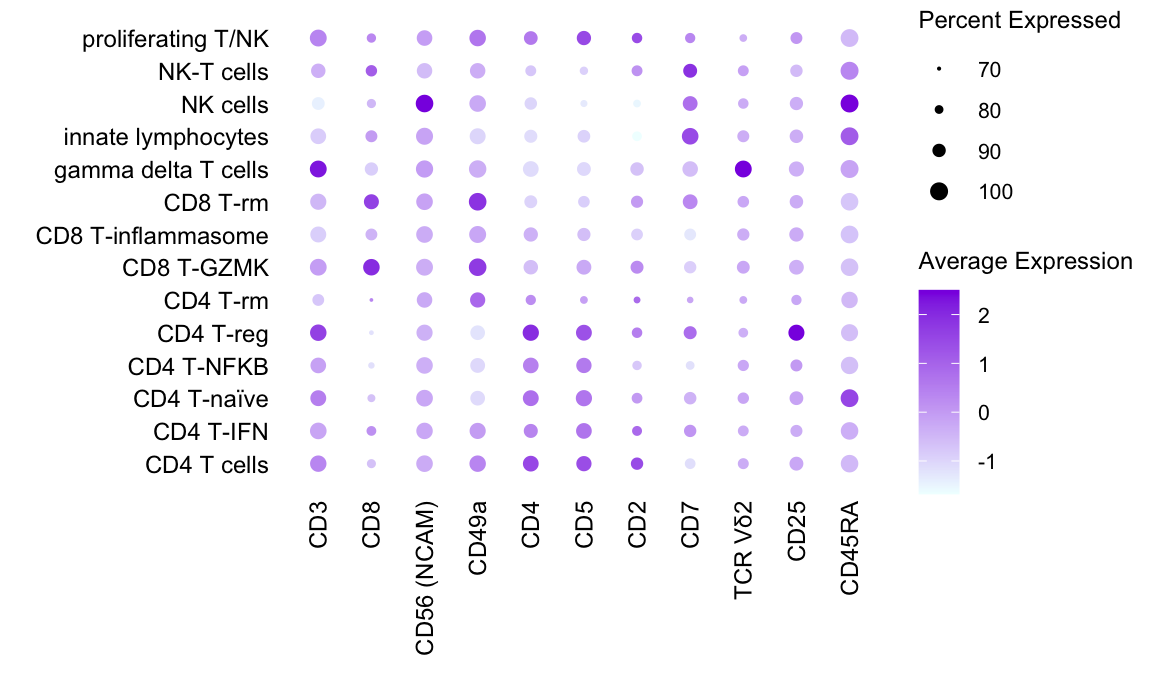 proliferating T/NK
NK-T cells
NK cells
innate lymphocytes
gamma delta T cells
CD8 T-rm
CD8 T-inflammasome
CD8 T-GZMK
CD4 T-rm
CD4 T-reg
CD4 T-NFKB
CD4 T-naïve
CD4 T-IFN
CD4 T cells
CD3
CD8
CD56 (NCAM)
CD49a
CD4
CD5
CD2
CD7
TCR Vδ2
CD25
CD45RA
Percent Expressed
70
80
90
100
Average Expression
2
1
0
-1